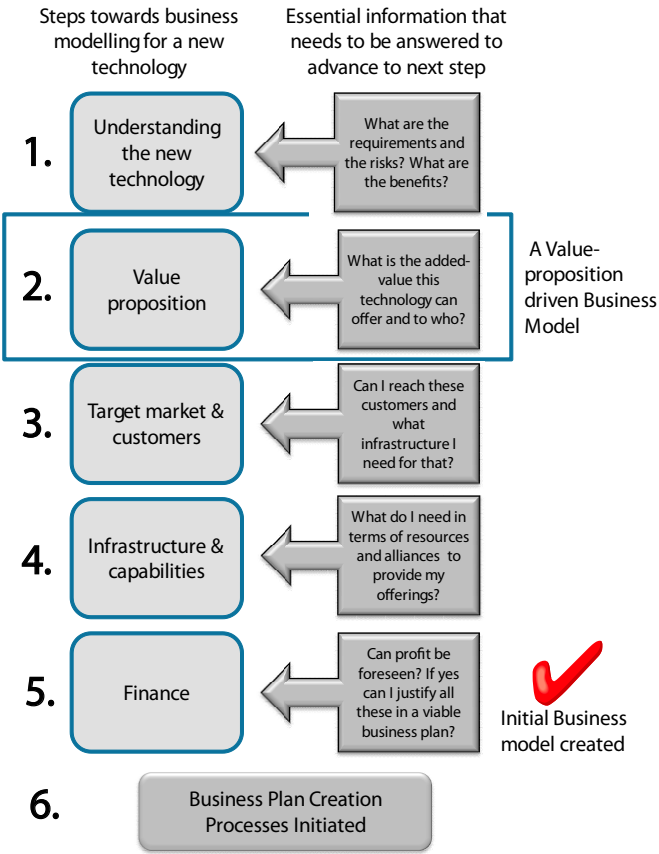 Steps towards business
modelling for a new
technology
Essential information that
needs to be answered to
advance to next step
1.
Understanding
the new
technology
What are the
requirements and
the risks? What are
the benefits?
2.
Value
proposition
What is the added-
value this
technology can
offer and to who?
A Value-
proposition
driven Business
Model
3.
Target market &
customers
Can I reach these
customers and
what
infrastructure I
need for that?
4.
Infrastructure &
capabilities
What do I need in
terms of resources
and alliances to
provide my
offerings?
5.
Finance
Can profit be
foreseen? If yes
can I justify all
these in a viable
business plan?
Initial Business
model created
6.
Business Plan Creation
Processes Initiated